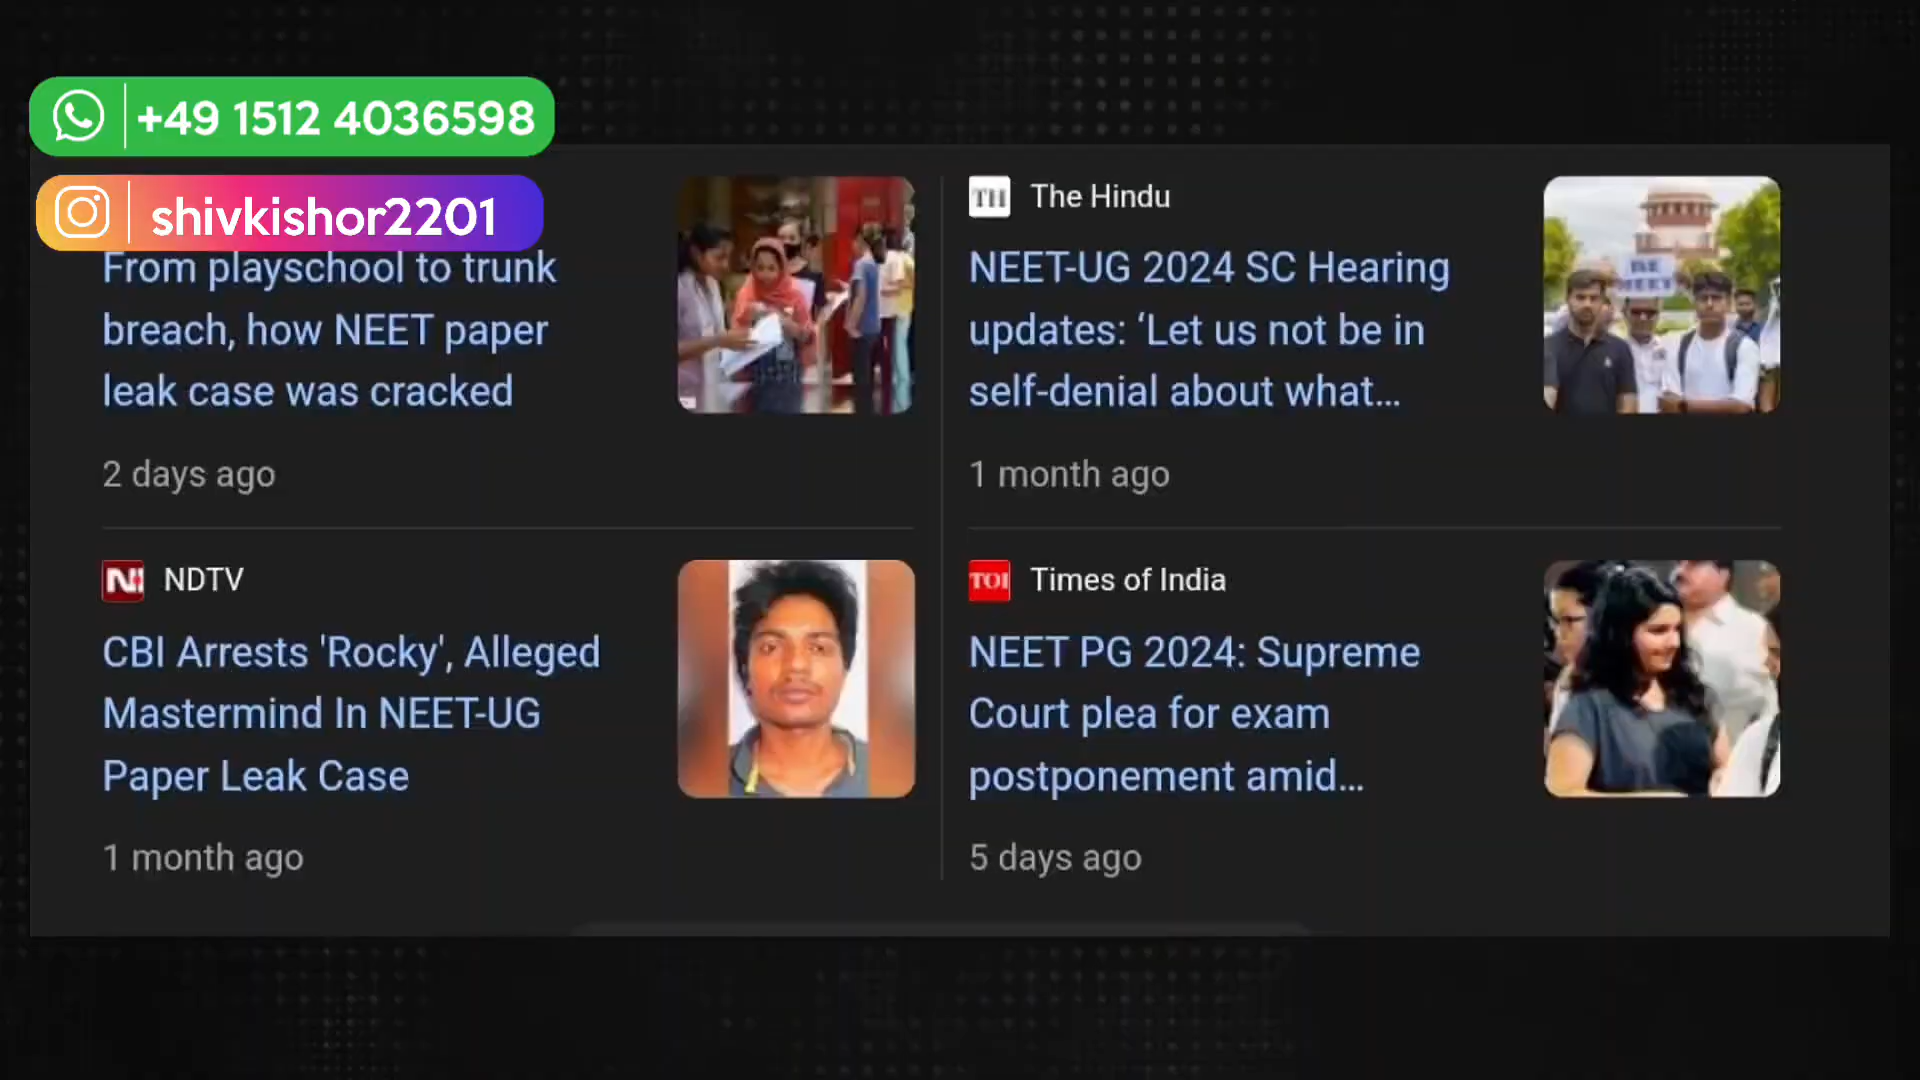 +49 1512 4036598
shivkishor2201
From playschool to trunk
breach, how NEET paper
leak case was cracked
2 days ago
TH The Hindu
NEET-UG 2024 SC Hearing
updates: ‘Let us not be in
self-denial about what...
1 month ago
N NDTV
CBI Arrests 'Rocky', Alleged
Mastermind In NEET-UG
Paper Leak Case
1 month ago
TOI Times of India
NEET PG 2024: Supreme
Court plea for exam
postponement amid...
5 days ago